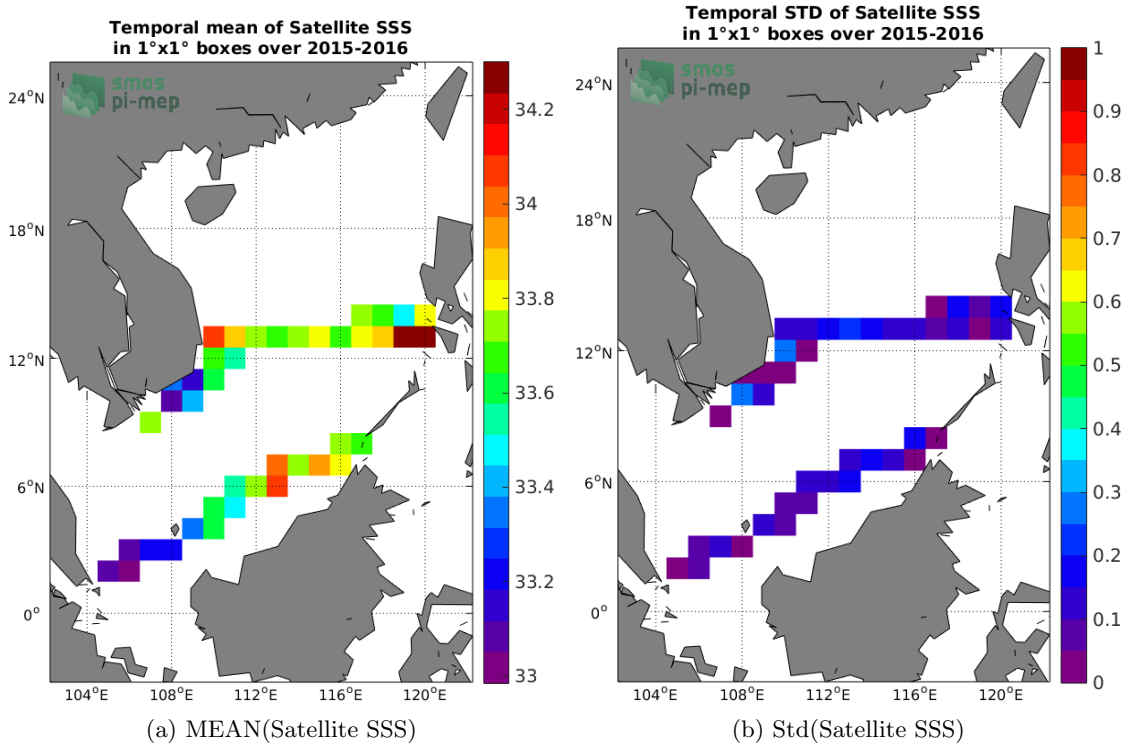 Temporal mean of Satellite SSS
in 1°x1° boxes over 2015-2016
smos
pi-mep
24°N
18°N
12°N
6°N
0°
104°E
108°E
112°E
116°E
120°E
34.2
34
33.8
33.6
33.4
33.2
33
(a) MEAN(Satellite SSS)
Temporal STD of Satellite SSS
in 1°x1° boxes over 2015-2016
smos
pi-mep
24°N
18°N
12°N
6°N
0°
104°E
108°E
112°E
116°E
120°E
1
0.9
0.8
0.7
0.6
0.5
0.4
0.3
0.2
0.1
0
(b) Std(Satellite SSS)